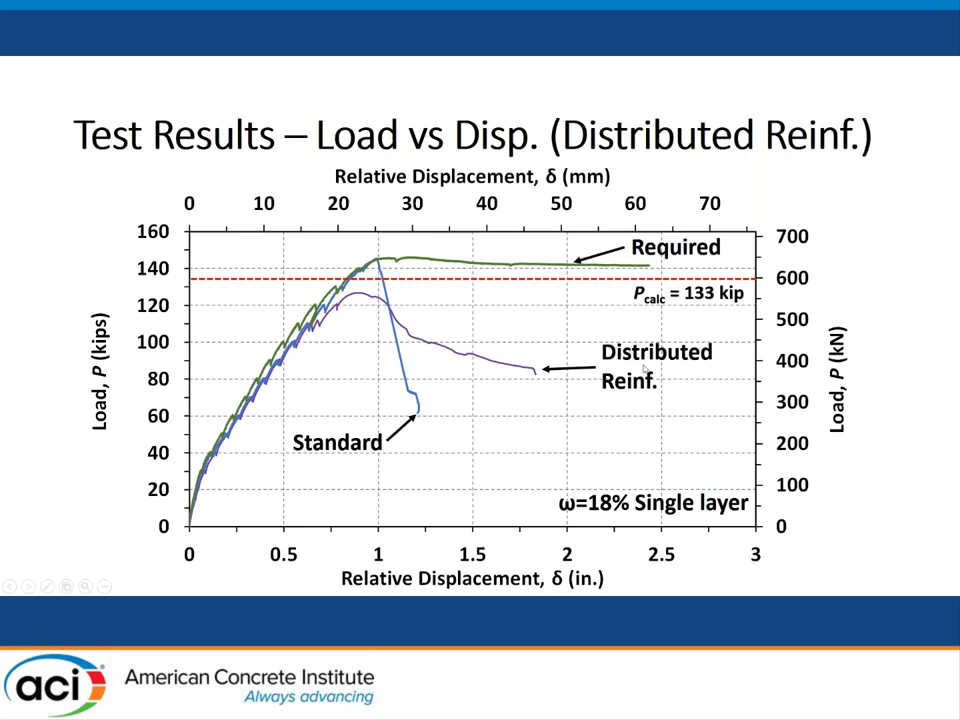 Test Results – Load vs Disp. (Distributed Reinf.)
Relative Displacement, δ (mm)
0 10 20 30 40 50 60 70
160
140
120
100
80
60
40
20
0
Load, P (kips)
700
600
500
400
300
200
100
0
Load, P (kN)
Required
Pcalc = 133 kip
Distributed
Reinf.
Standard
ω=18% Single layer
0 0.5 1 1.5 2 2.5 3
Relative Displacement, δ (in.)
aci American Concrete Institute
Always advancing